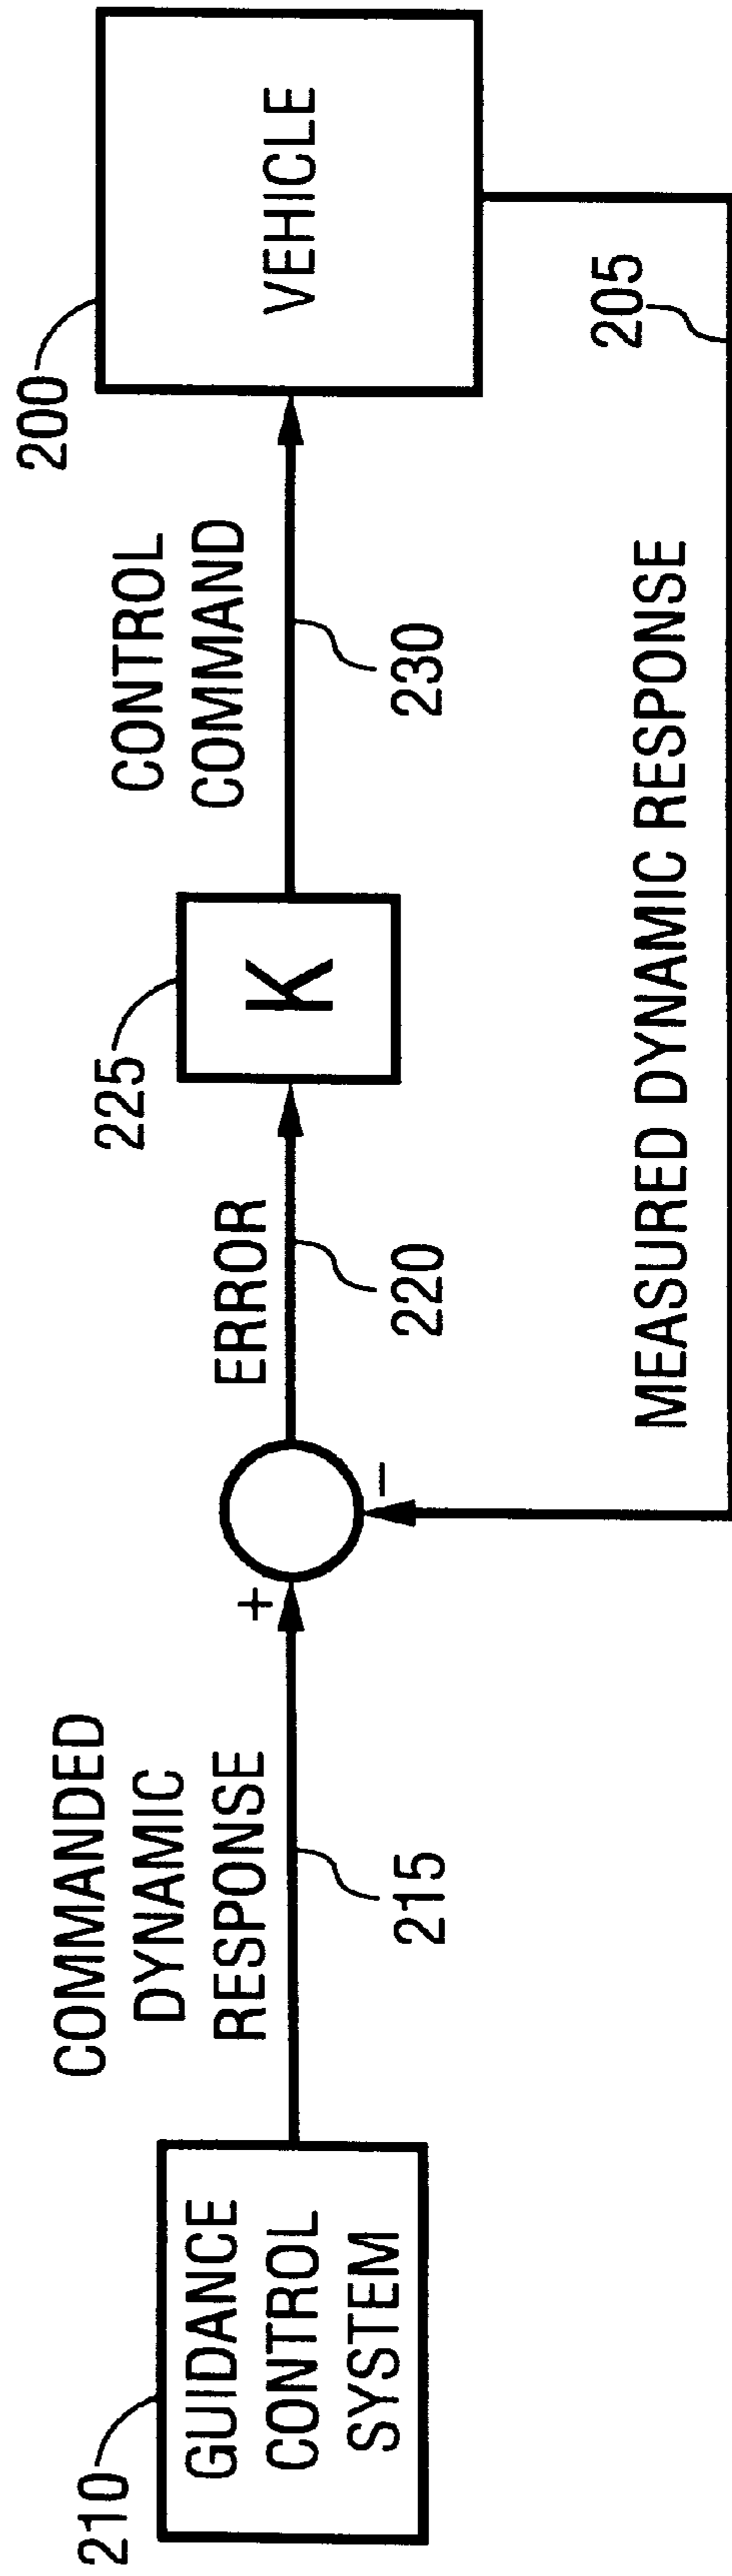 210
GUIDANCE
CONTROL
SYSTEM
COMMANDED
DYNAMIC
RESPONSE
215
+
−
ERROR
220
225
K
CONTROL
COMMAND
230
200
VEHICLE
205
MEASURED DYNAMIC RESPONSE